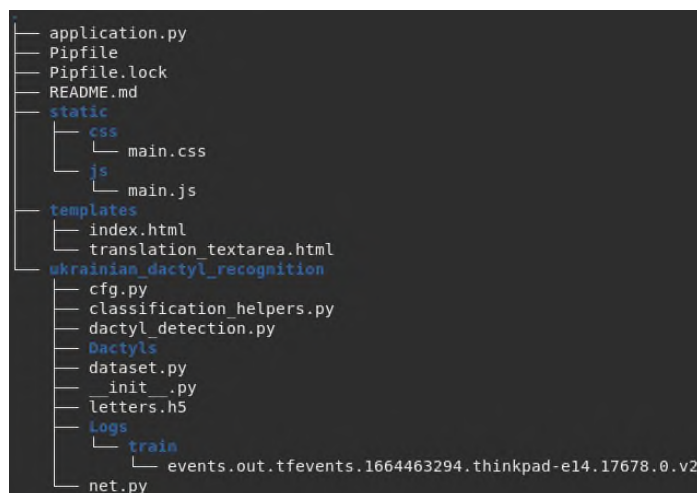 .
├── application.py
├── Pipfile
├── Pipfile.lock
├── README.md
├── static
│   ├── css
│   │   └── main.css
│   └── js
│       └── main.js
├── templates
│   ├── index.html
│   └── translation_textarea.html
└── ukrainian_dactyl_recognition
    ├── cfg.py
    ├── classification_helpers.py
    ├── dactyl_detection.py
    ├── Dactyls
    ├── dataset.py
    ├── __init__.py
    ├── letters.h5
    ├── Logs
    │   └── train
    │       └── events.out.tfevents.1664463294.thinkpad-e14.17678.0.v2
    └── net.py